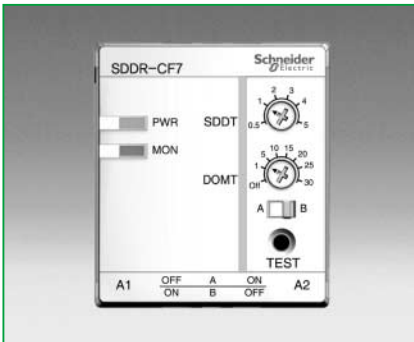 SDDR-CF7
Schneider
Electric
PWR
MON
SDDT
0.5 1 2 3 4 5
DOMT
Off 1 5 10 15 20 25 30
A B
TEST
A1
OFF A ON
ON B OFF
A2